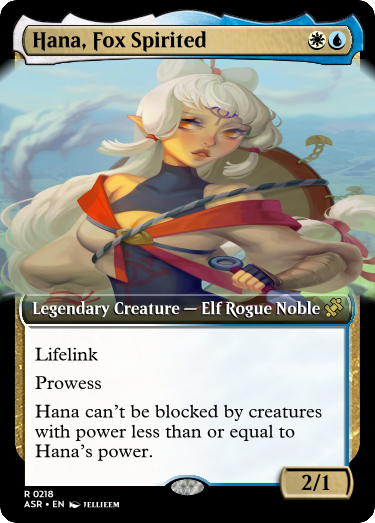 Hana, Fox Spirited
Legendary Creature — Elf Rogue Noble
Lifelink
Prowess
Hana can't be blocked by creatures
with power less than or equal to
Hana's power.
2/1
R 0218
ASR • EN JELLIEEM